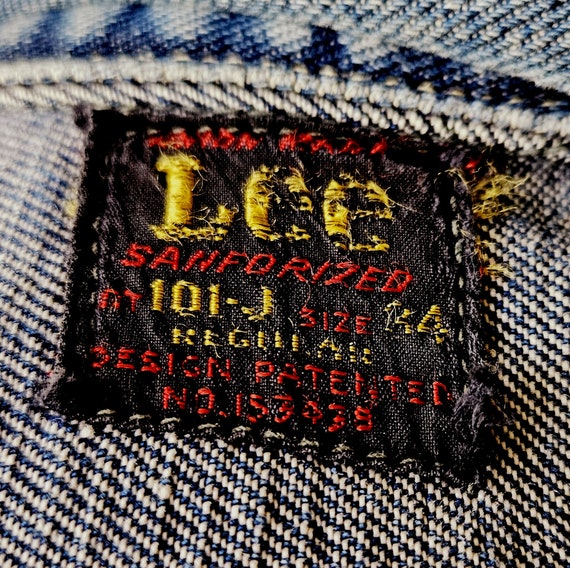 Lee
SANFORIZED
101-J SIZE 44
REGULAR
DESIGN PATENTED
NO. 153438